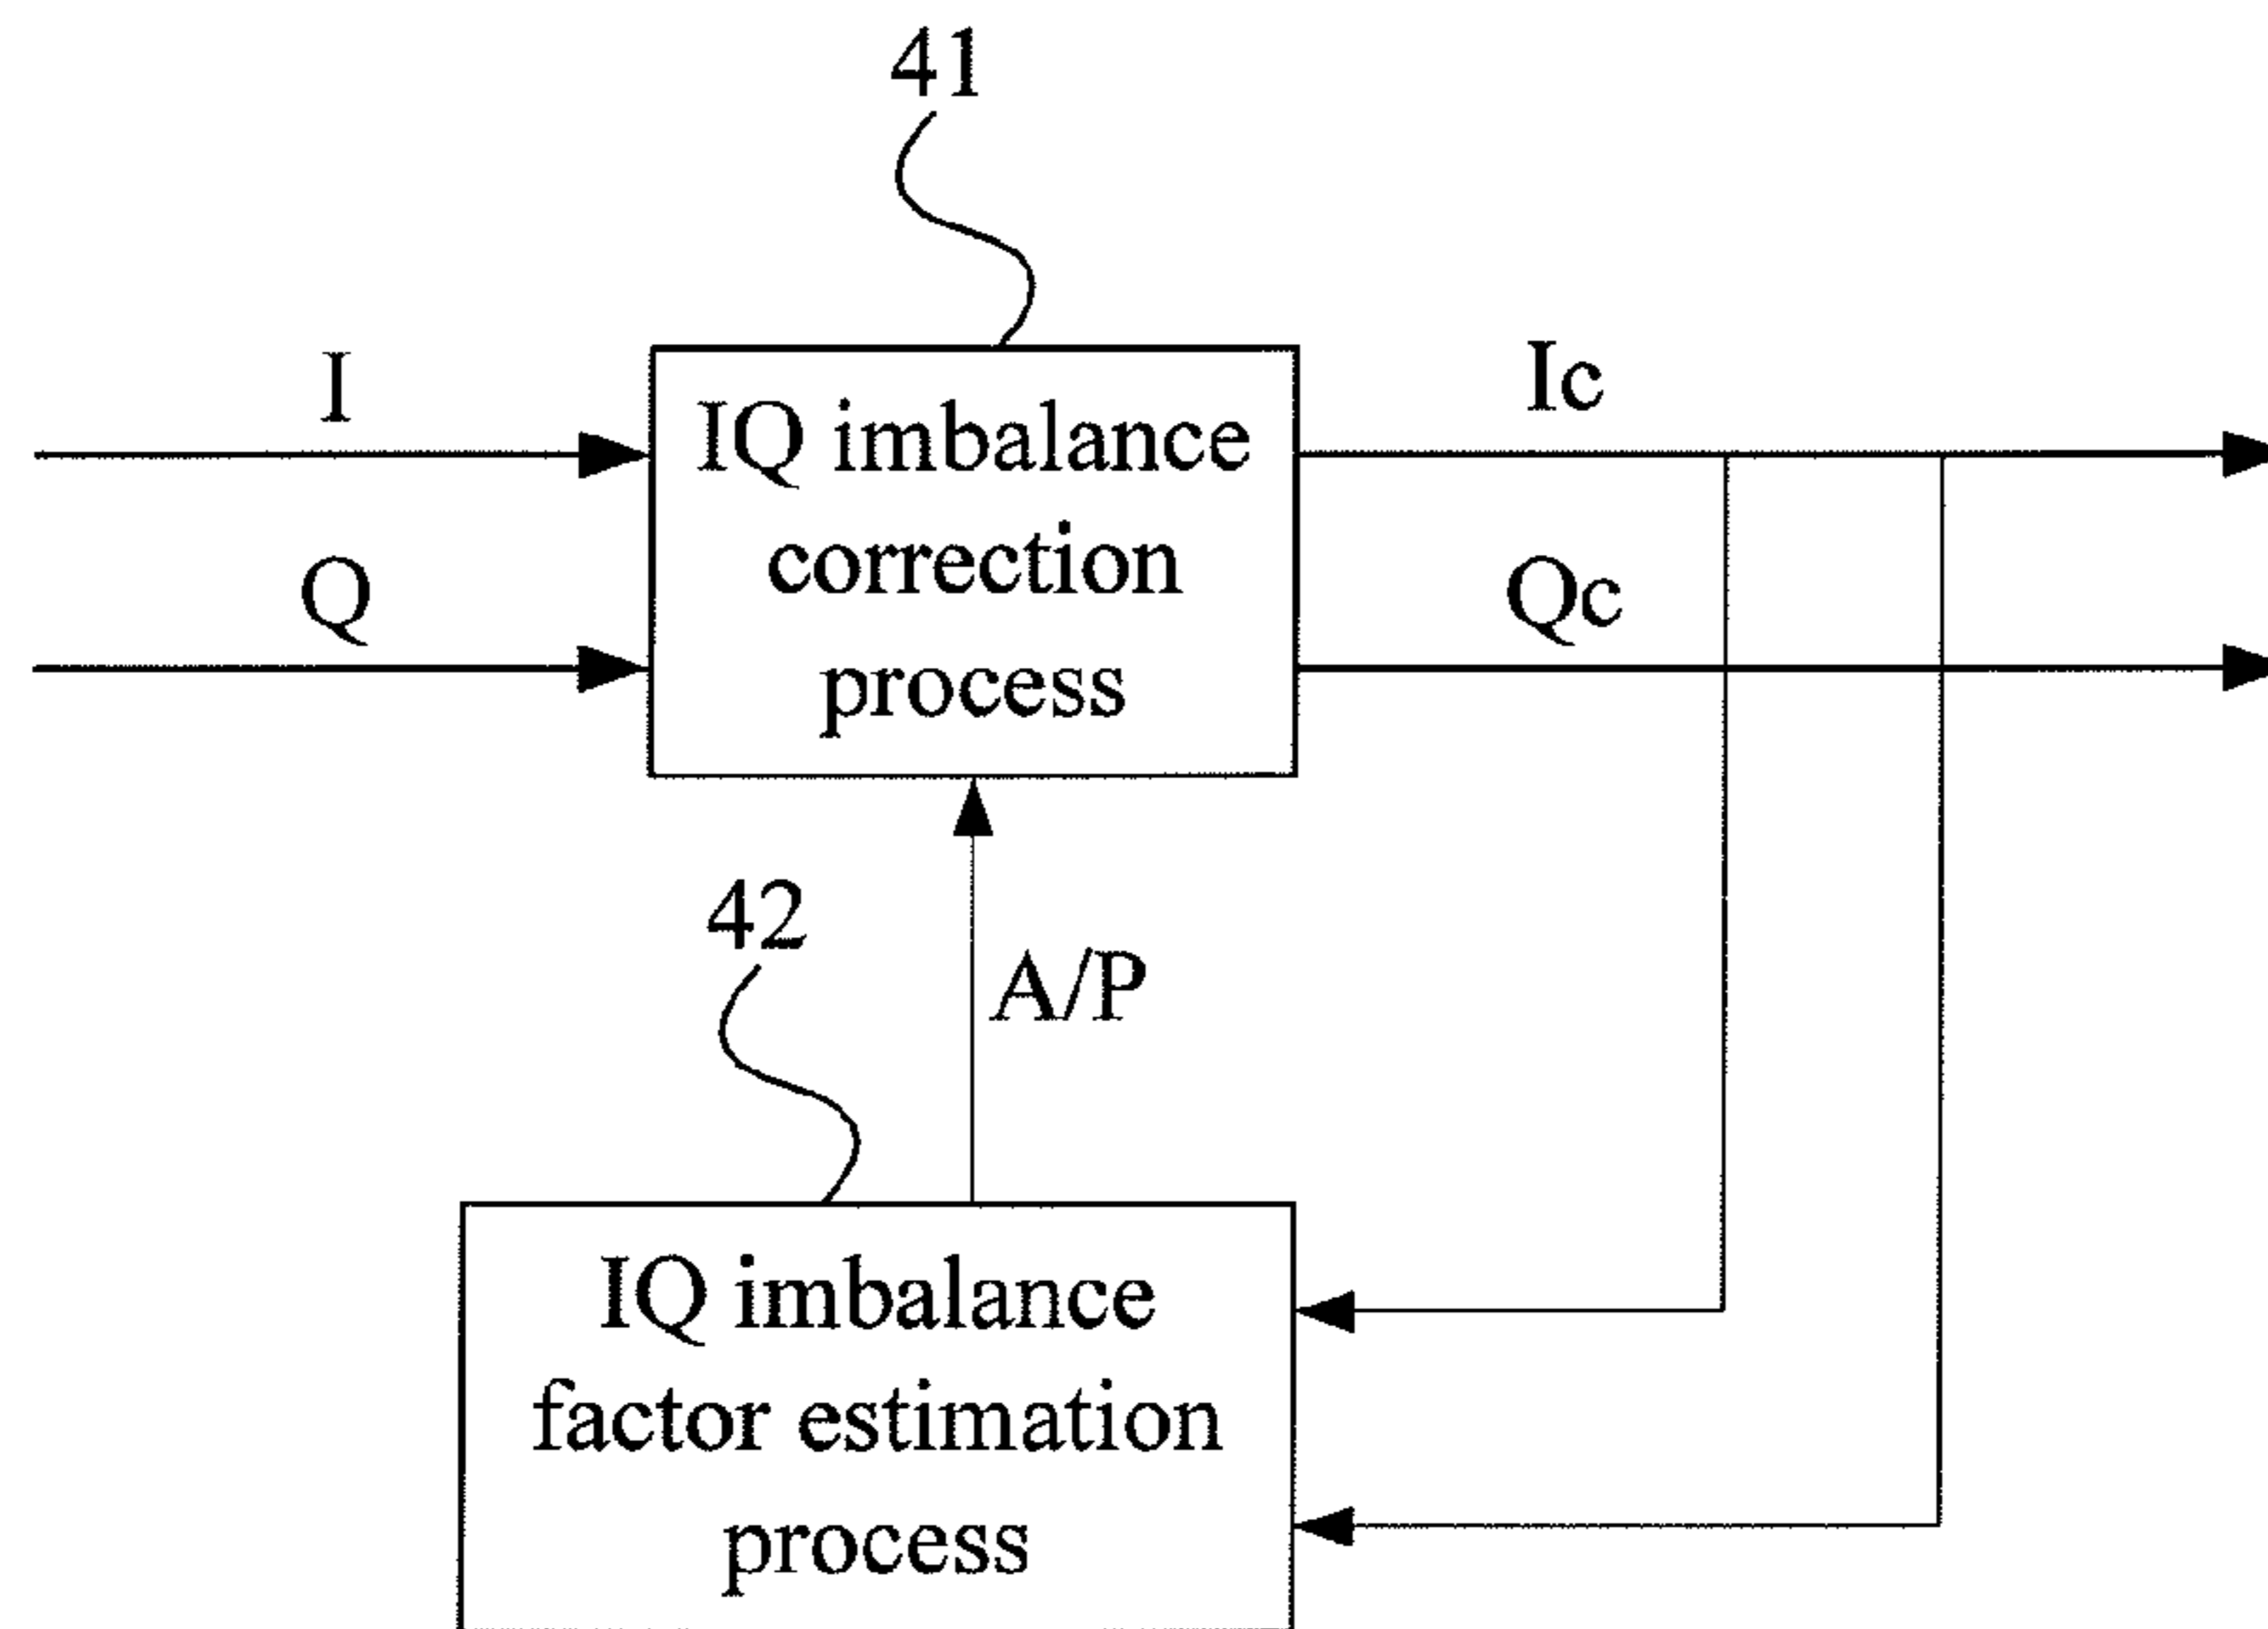 41
I
Q
IQ imbalance
correction
process
Ic
Qc
42
A/P
IQ imbalance
factor estimation
process